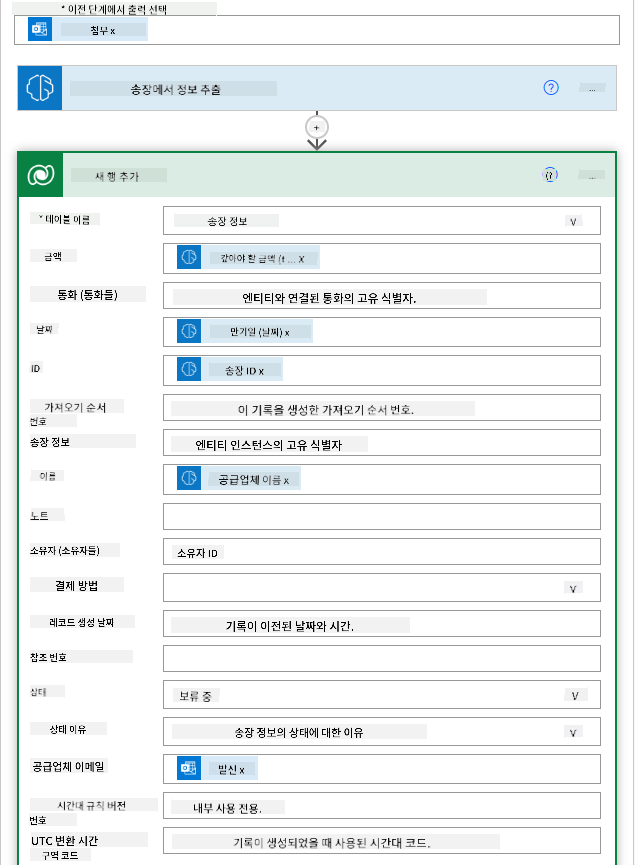 * 이전 단계에서 출력 선택
첨부 x
송장에서 정보 추출
?
...
+
새 행 추가
...
* 테이블 이름
송장 정보
V
금액
갚아야 할 금액 (t ... X
통화 (통화들)
엔티티와 연결된 통화의 고유 식별자.
날짜
만기일 (날짜) x
ID
송장 ID x
가져오기 순서
번호
이 기록을 생성한 가져오기 순서 번호.
송장 정보
엔티티 인스턴스의 고유 식별자
이름
공급업체 이름 x
노트
소유자 (소유자들)
소유자 ID
결제 방법
V
레코드 생성 날짜
기록이 이전된 날짜와 시간.
참조 번호
상태
보류 중
V
상태 이유
송장 정보의 상태에 대한 이유
V
공급업체 이메일
발신 x
시간대 규칙 버전
번호
내부 사용 전용.
UTC 변환 시간
구역 코드
기록이 생성되었을 때 사용된 시간대 코드.